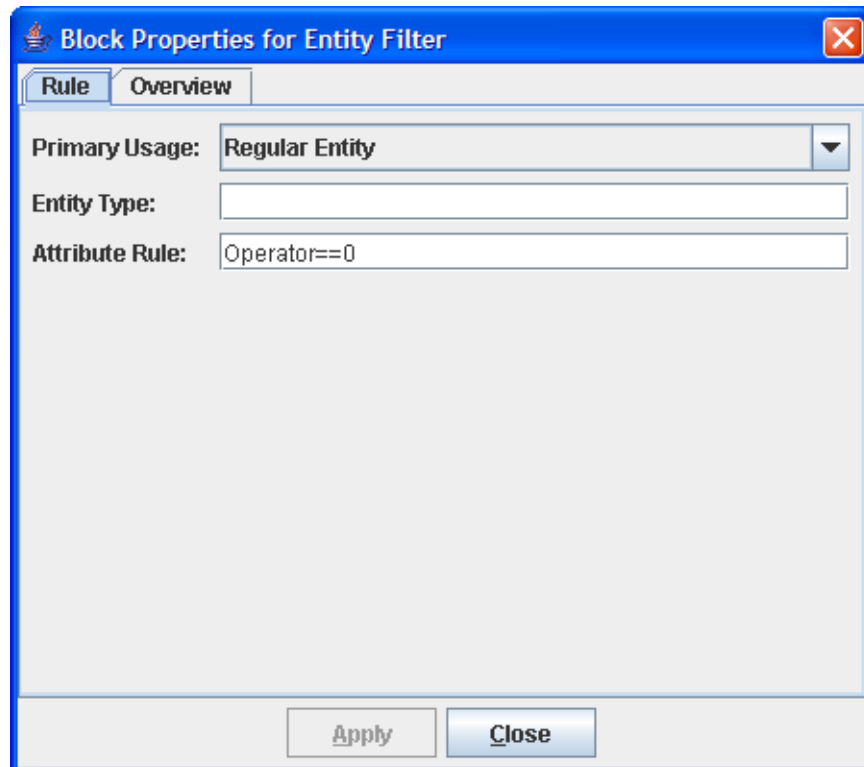 Block Properties for Entity Filter
Rule Overview
Primary Usage: Regular Entity
Entity Type:
Attribute Rule: Operator==0
Apply Close